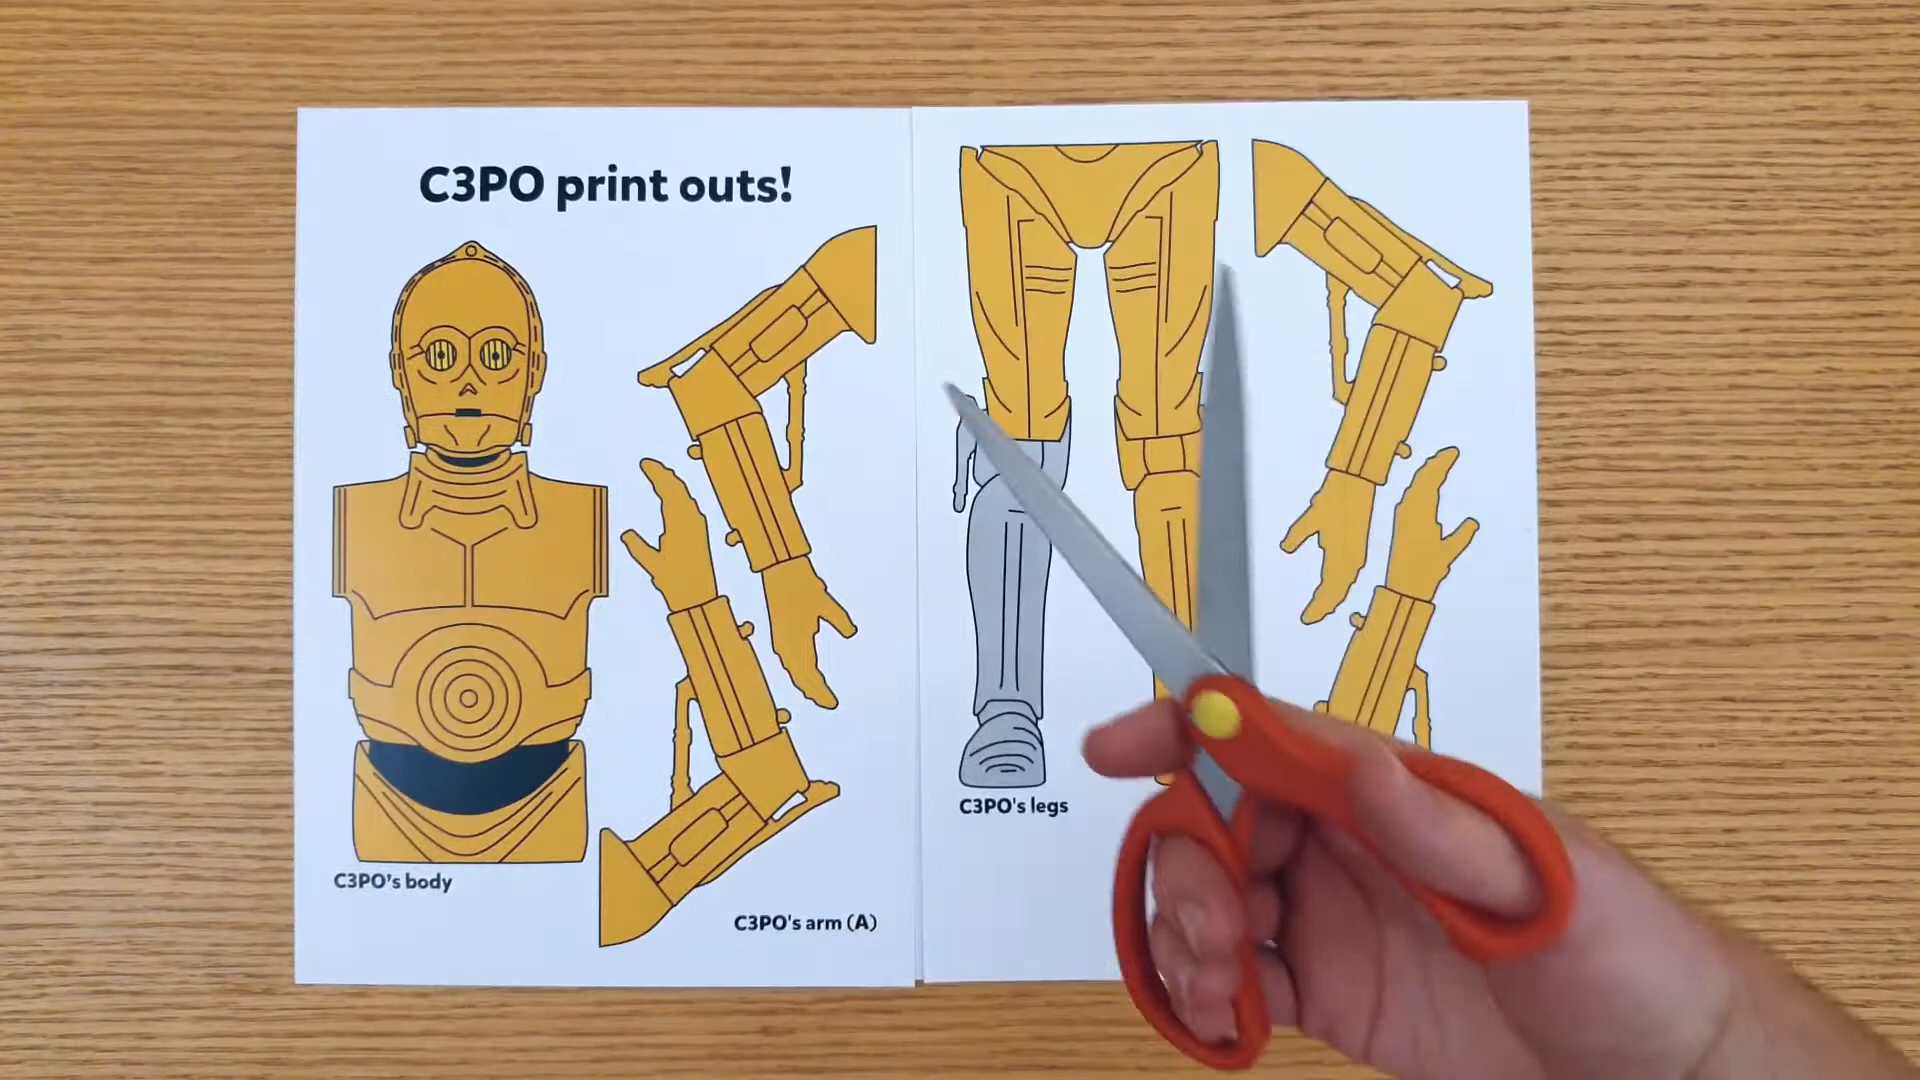 C3PO print outs!
C3PO's body
C3PO's arm (A)
C3PO's legs